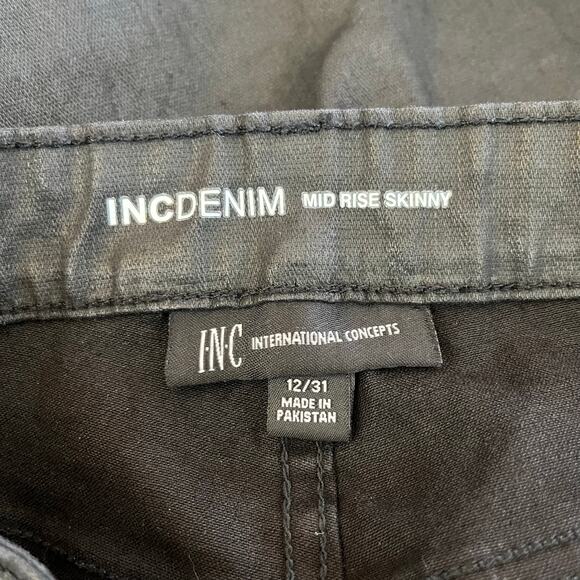 INCDENIM MID RISE SKINNY
I·N·C INTERNATIONAL CONCEPTS
12/31
MADE IN
PAKISTAN